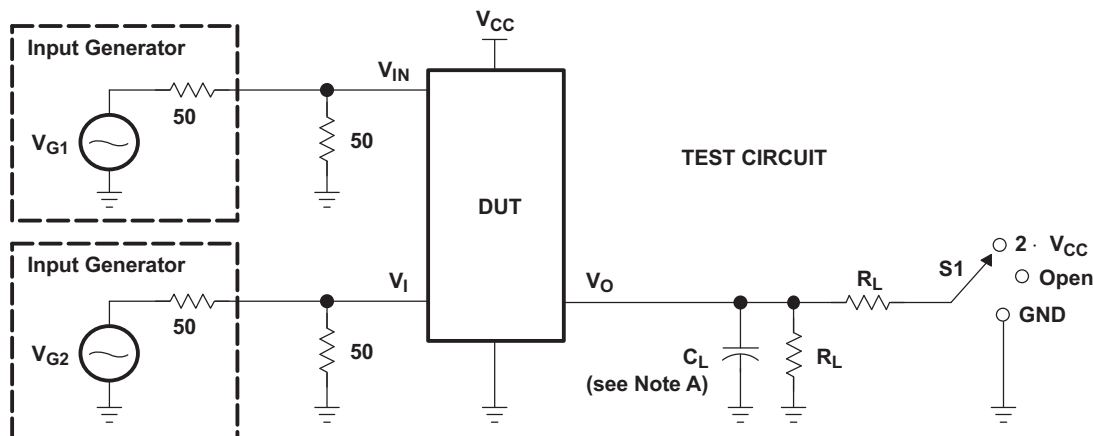 V_CC
Input Generator
V_IN
50
V_G1
50
TEST CIRCUIT
DUT
Input Generator
2 · V_CC
S1
Open
V_I
V_O
R_L
50
GND
V_G2
50
C_L
R_L
(see Note A)